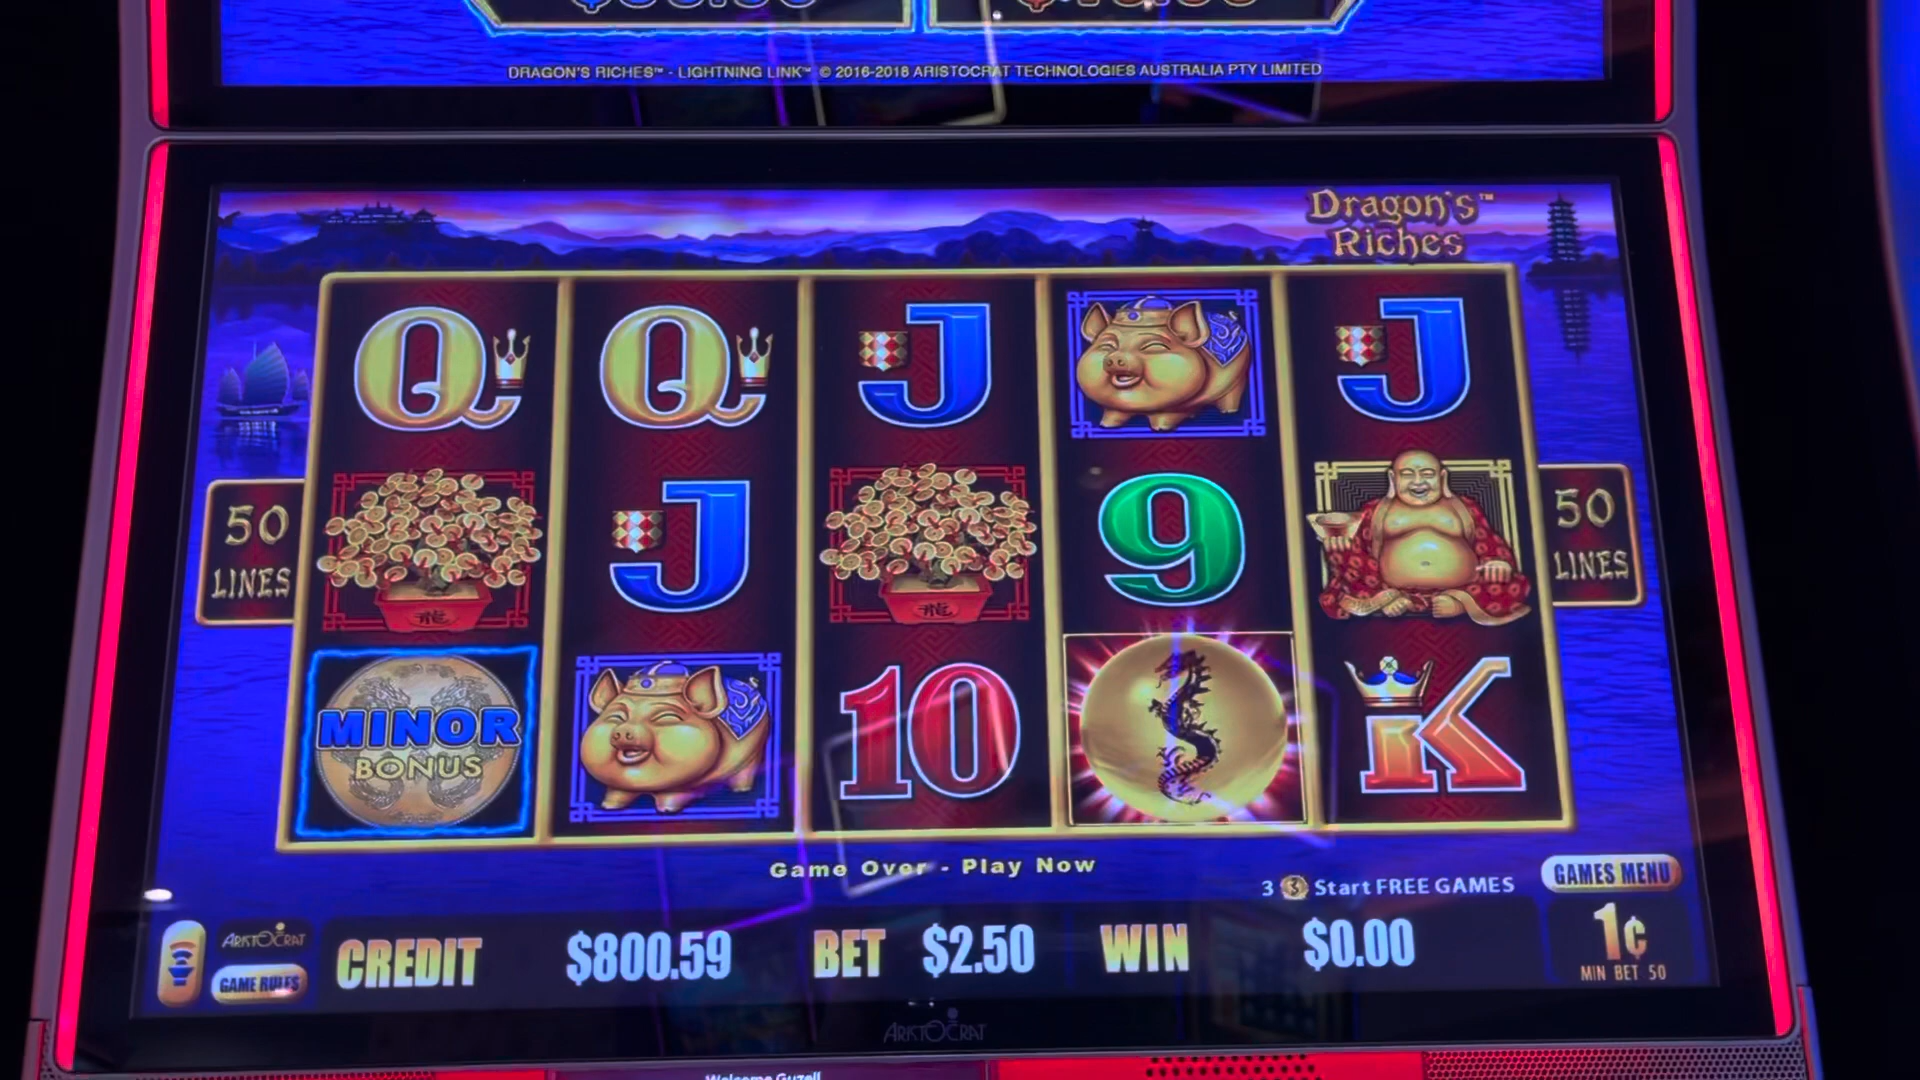 DRAGON'S RICHES™ - LIGHTNING LINK™ © 2016-2018 ARISTOCRAT TECHNOLOGIES AUSTRALIA PTY LIMITED
Dragon's™
Riches
Q Q J J
50
LINES
J 9
50
LINES
MINOR
BONUS
10 K
Game Over - Play Now
3 Start FREE GAMES
GAMES MENU
ARISTOCRAT
GAME RULES
CREDIT $800.59 BET $2.50 WIN $0.00
1¢
MIN BET 50
ARISTOCRAT